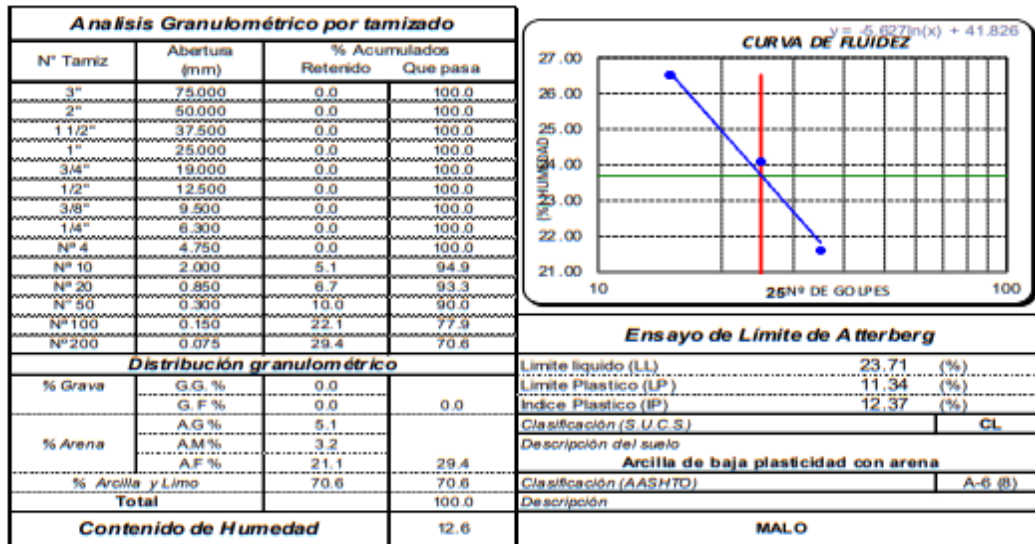 Analisis Granulométrico por tamizado
N° Tamiz Abertura (mm) % Acumulados
Retenido Que pasa
3" 75.000 0.0 100.0
2" 50.000 0.0 100.0
1 1/2" 37.500 0.0 100.0
1" 25.000 0.0 100.0
3/4" 19.000 0.0 100.0
1/2" 12.500 0.0 100.0
3/8" 9.500 0.0 100.0
1/4" 6.300 0.0 100.0
Nº 4 4.750 0.0 100.0
Nº 10 2.000 5.1 94.9
Nº 20 0.850 6.7 93.3
N° 50 0.300 10.0 90.0
Nº 100 0.150 22.1 77.9
Nº 200 0.075 29.4 70.6
Distribución granulométrico
% Grava G.G. % 0.0
G. F % 0.0 0.0
A.G % 5.1
% Arena A.M % 3.2
A.F % 21.1 29.4
% Arcilla y Limo 70.6 70.6
Total 100.0
Contenido de Humedad 12.6
y = -5.627ln(x) + 41.826
CURVA DE FLUIDEZ
27.00
26.00
25.00
24.00
23.00
22.00
21.00
(%) HUMEDAD
10 25 Nº DE GOLPES 100
Ensayo de Límite de Atterberg
Limite liquido (LL) 23.71 (%)
Limite Plastico (LP) 11.34 (%)
Indice Plastico (IP) 12.37 (%)
Clasificación (S.U.C.S.) CL
Descripción del suelo
Arcilla de baja plasticidad con arena
Clasificación (AASHTO) A-6 (8)
Descripción
MALO